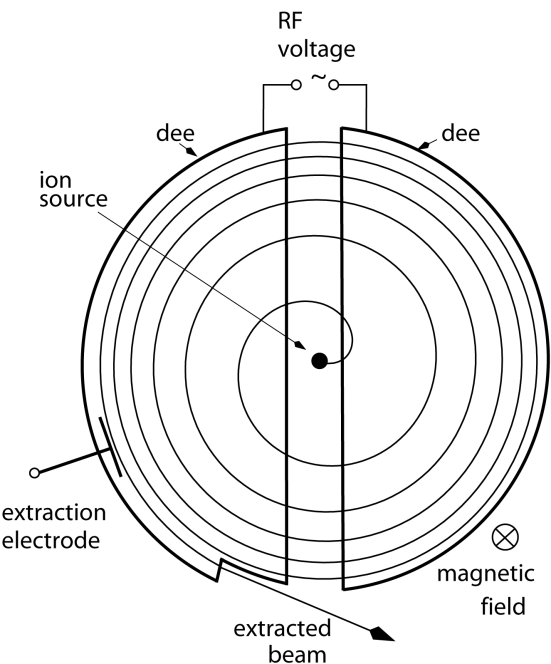 RF
voltage
~
dee
dee
ion
source
extraction
electrode
magnetic
field
extracted
beam